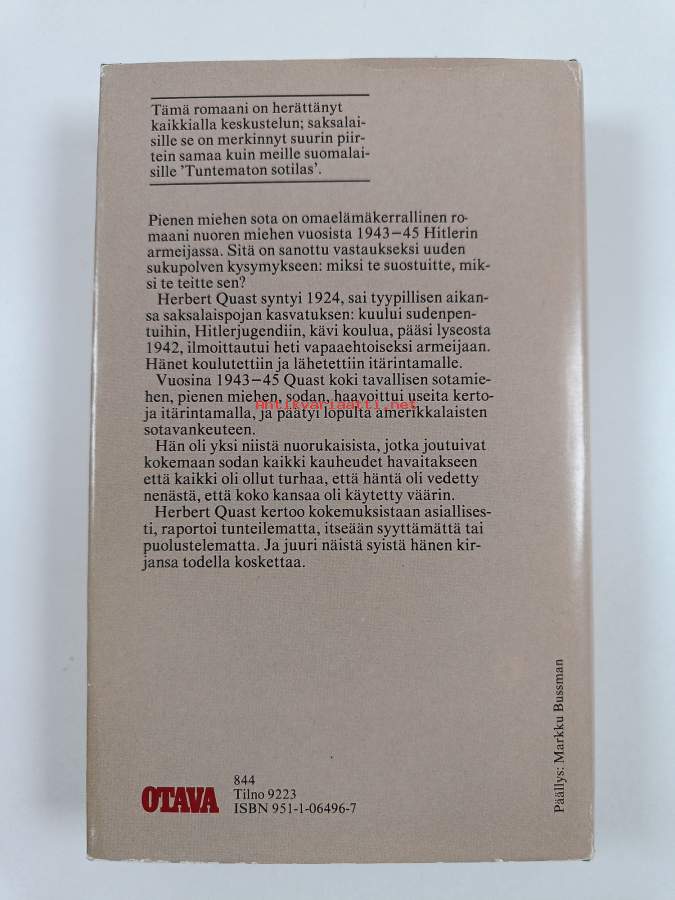 Tämä romaani on herättänyt
kaikkialla keskustelun; saksalai-
sille se on merkinnyt suurin piir-
tein samaa kuin meille suomalai-
sille 'Tuntematon sotilas'.
Pienen miehen sota on omaelämäkerrallinen ro-
maani nuoren miehen vuosista 1943–45 Hitlerin
armeijassa. Sitä on sanottu vastaukseksi uuden
sukupolven kysymykseen: miksi te suostuitte, mik-
si te teitte sen?
Herbert Quast syntyi 1924, sai tyypillisen aikan-
sa saksalaispojan kasvatuksen: kuului sudenpen-
tuihin, Hitlerjugendiin, kävi koulua, pääsi lyseosta
1942, ilmoittautui heti vapaaehtoiseksi armeijaan.
Hänet koulutettiin ja lähetettiin itärintamalle.
Vuosina 1943–45 Quast koki tavallisen sotamie-
hen, pienen miehen, sodan, haavoittui useita kerto-
ja itärintamalla, ja päätyi lopulta amerikkalaisten
sotavankeuteen.
Hän oli yksi niistä nuorukaisista, jotka joutuivat
kokemaan sodan kaikki kauheudet havaitakseen
että kaikki oli ollut turhaa, että häntä oli vedetty
nenästä, että koko kansaa oli käytetty väärin.
Herbert Quast kertoo kokemuksistaan asiallises-
ti, raportoi tunteilematta, itseään syyttämättä tai
puolustelematta. Ja juuri näistä syistä hänen kir-
jansa todella koskettaa.
Antikvariaatti.net
Päällys: Markku Bussman
OTAVA
844
Tilno 9223
ISBN 951-1-06496-7